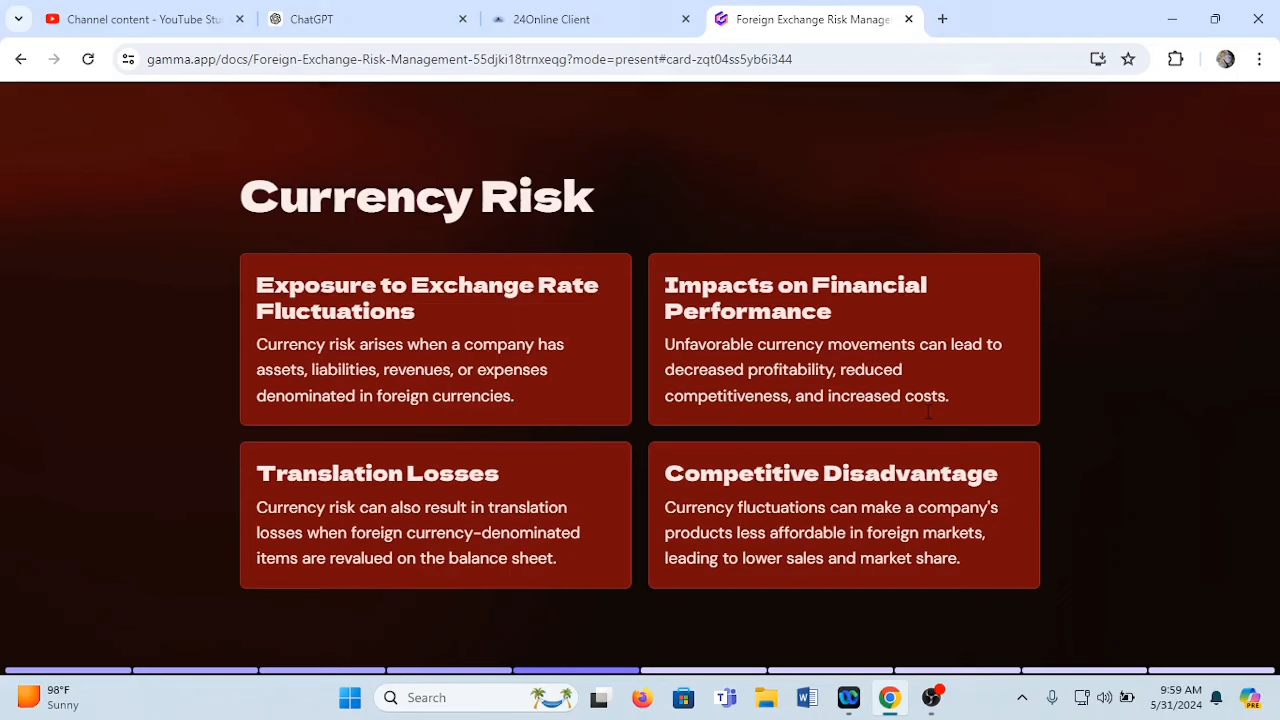 Channel content - YouTube Stu
ChatGPT
24Online Client
Foreign Exchange Risk Manage
gamma.app/docs/Foreign-Exchange-Risk-Management-55djki18trnxeqg?mode=present#card-zqt04ss5yb6i344
Currency Risk
Exposure to Exchange Rate
Fluctuations
Currency risk arises when a company has
assets, liabilities, revenues, or expenses
denominated in foreign currencies.
Impacts on Financial
Performance
Unfavorable currency movements can lead to
decreased profitability, reduced
competitiveness, and increased costs.
Translation Losses
Currency risk can also result in translation
losses when foreign currency-denominated
items are revalued on the balance sheet.
Competitive Disadvantage
Currency fluctuations can make a company's
products less affordable in foreign markets,
leading to lower sales and market share.
98°F
Sunny
Search
9:59 AM
5/31/2024
PRE